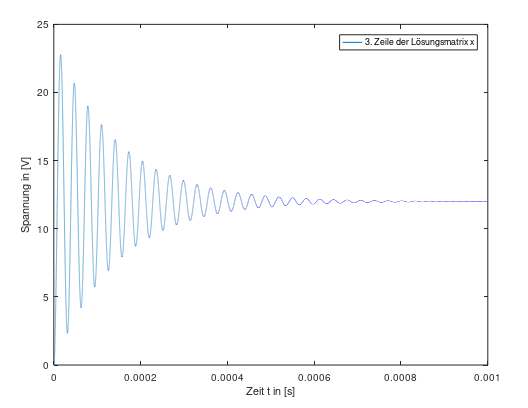 25
3. Zeile der Lösungsmatrix x
20
15
Spannung in [V]
10
5
0
0 0.0002 0.0004 0.0006 0.0008 0.001
Zeit t in [s]